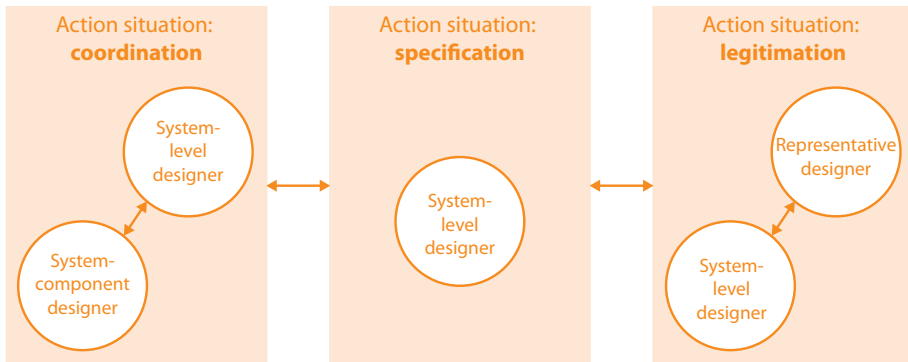 Action situation:
coordination
System-
level
designer
System-
component
designer
Action situation:
specification
System-
level
designer
Action situation:
legitimation
Representative
designer
System-
level
designer